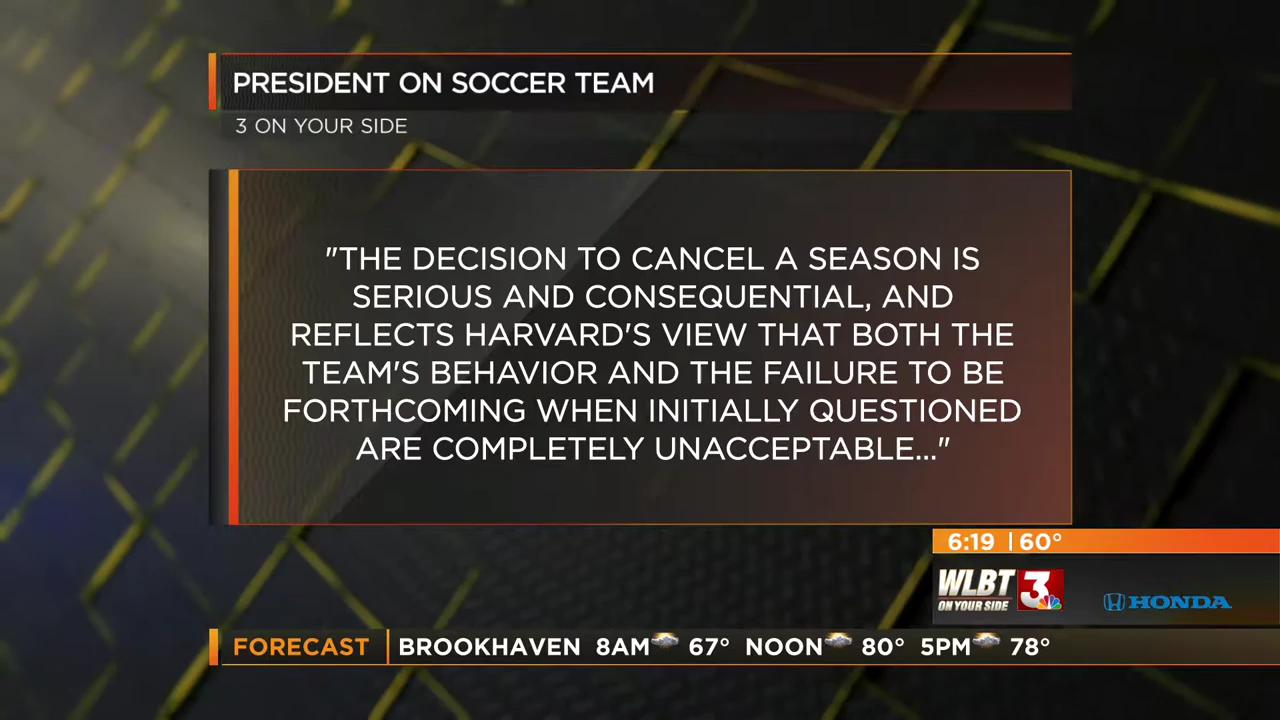 PRESIDENT ON SOCCER TEAM
3 ON YOUR SIDE
"THE DECISION TO CANCEL A SEASON IS
SERIOUS AND CONSEQUENTIAL, AND
REFLECTS HARVARD'S VIEW THAT BOTH THE
TEAM'S BEHAVIOR AND THE FAILURE TO BE
FORTHCOMING WHEN INITIALLY QUESTIONED
ARE COMPLETELY UNACCEPTABLE..."
6:19 | 60°
WLBT 3
ON YOUR SIDE
HONDA
FORECAST BROOKHAVEN 8AM 67° NOON 80° 5PM 78°